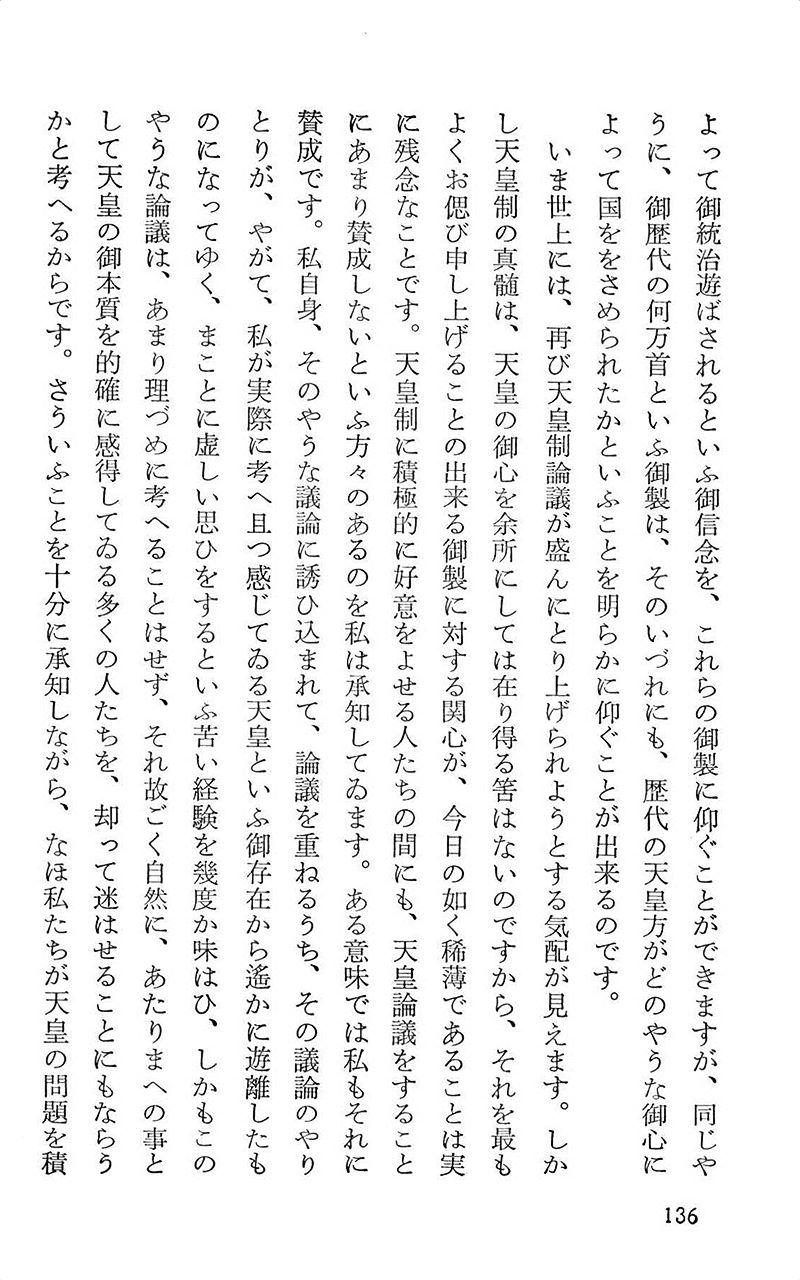 よって御統治遊ばされるといふ御信念を、これらの御製に仰ぐことができますが、同じや
うに、御歴代の何万首といふ御製は、そのいづれにも、歴代の天皇方がどのやうな御心に
よって国ををさめられたかといふことを明らかに仰ぐことが出来るのです。
いま世上には、再び天皇制論議が盛んにとり上げられようとする気配が見えます。しか
し天皇制の真髄は、天皇の御心を余所にしては在り得る筈はないのですから、それを最も
よくお偲び申し上げることの出来る御製に対する関心が、今日の如く稀薄であることは実
に残念なことです。天皇制に積極的に好意をよせる人たちの間にも、天皇論議をすること
にあまり賛成しないといふ方々のあるのを私は承知してゐます。ある意味では私もそれに
賛成です。私自身、そのやうな議論に誘ひ込まれて、論議を重ねるうち、その議論のやり
とりが、やがて、私が実際に考へ且つ感じてゐる天皇といふ御存在から遙かに遊離したも
のになってゆく、まことに虚しい思ひをするといふ苦い経験を幾度か味はひ、しかもこの
やうな論議は、あまり理づめに考へることはせず、それ故ごく自然に、あたりまへの事と
して天皇の御本質を的確に感得してゐる多くの人たちを、却って迷はせることにもならう
かと考へるからです。さういふことを十分に承知しながら、なほ私たちが天皇の問題を積
136